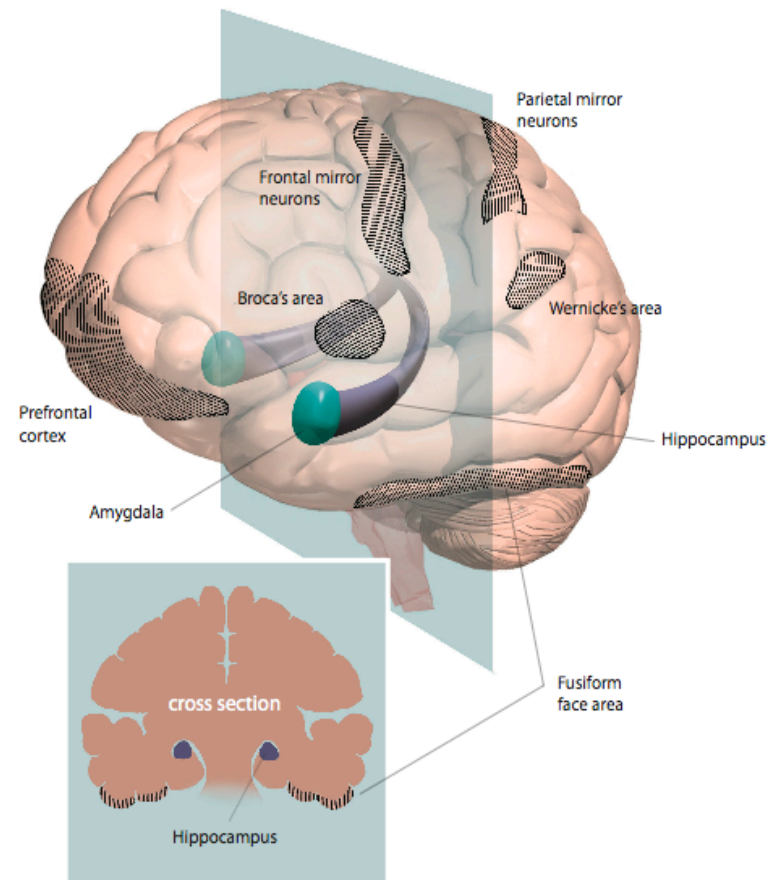 Parietal mirror
neurons
Frontal mirror
neurons
Broca's area
Wernicke's area
Prefrontal
cortex
Hippocampus
Amygdala
Fusiform
face area
cross section
Hippocampus